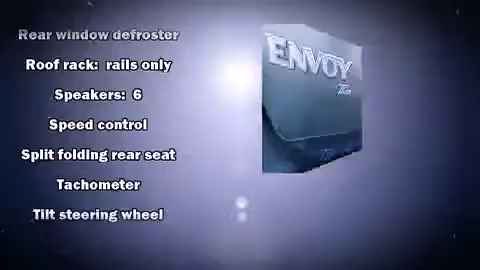 Rear window defroster
Roof rack: rails only
Speakers: 6
Speed control
Split folding rear seat
Tachometer
Tilt steering wheel
ENVOY